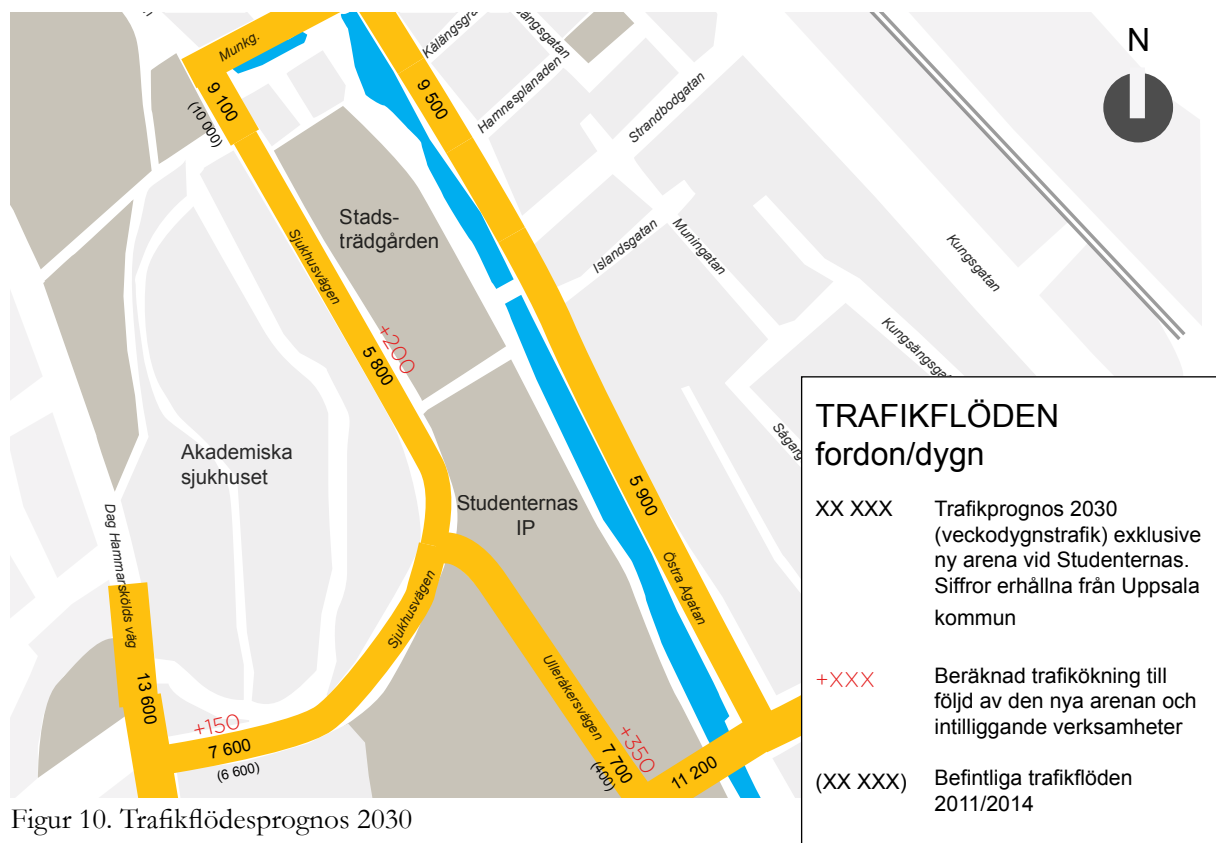 Munkg.
9 100
(10 000)
Kålängsgr
ängsgatan
Hamnesplanaden
9 500
Strandbodgatan
N
Stads-
trädgården
Sjukhusvägen
Islandsgatan
Muningatan
Kungsgatan
+200
5 800
Kungsängsga
Akademiska
sjukhuset
Studenternas
IP
5 900
Sågarg
Östra Ågatan
Dag Hammarskölds väg
Sjukhusvägen
Ulleråkersvägen
13 600
+150
7 600
(6 600)
+350
7 700
(400)
11 200
TRAFIKFLÖDEN
fordon/dygn
XX XXX
Trafikprognos 2030
(veckodygnstrafik) exklusive
ny arena vid Studenternas.
Siffror erhållna från Uppsala
kommun
+XXX
Beräknad trafikökning till
följd av den nya arenan och
intilliggande verksamheter
(XX XXX)
Befintliga trafikflöden
2011/2014
Figur 10. Trafikflödesprognos 2030